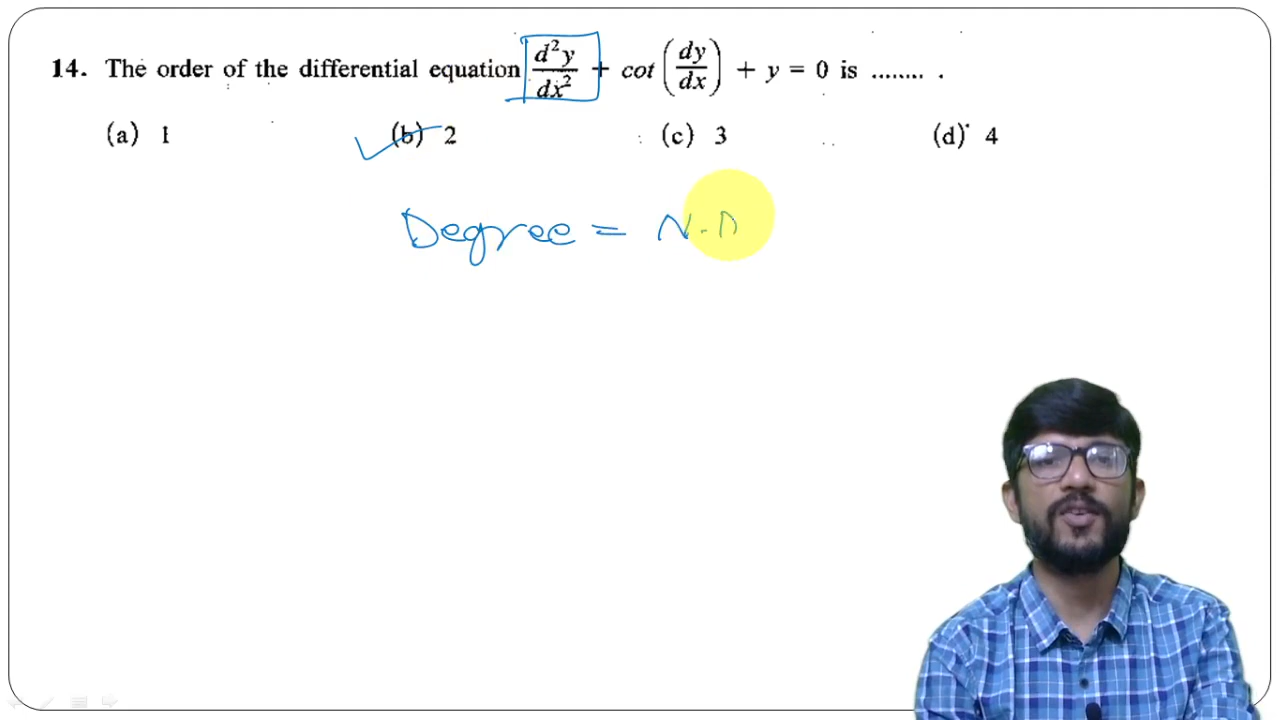 14. The order of the differential equation d²y/dx² + cot (dy/dx) + y = 0 is ........ .
(a) 1 (b) 2 (c) 3 (d) 4
Degree = N.D